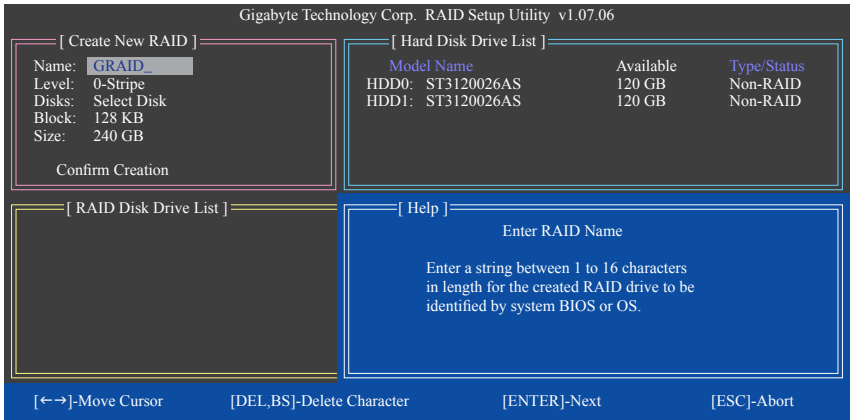 Gigabyte Technology Corp. RAID Setup Utility v1.07.06
[ Create New RAID ]
Name: GRAID_
Level: 0-Stripe
Disks: Select Disk
Block: 128 KB
Size: 240 GB
Confirm Creation
[ Hard Disk Drive List ]
Model Name Available Type/Status
HDD0: ST3120026AS 120 GB Non-RAID
HDD1: ST3120026AS 120 GB Non-RAID
[ RAID Disk Drive List ]
[ Help ]
Enter RAID Name
Enter a string between 1 to 16 characters
in length for the created RAID drive to be
identified by system BIOS or OS.
[←→]-Move Cursor [DEL,BS]-Delete Character [ENTER]-Next [ESC]-Abort